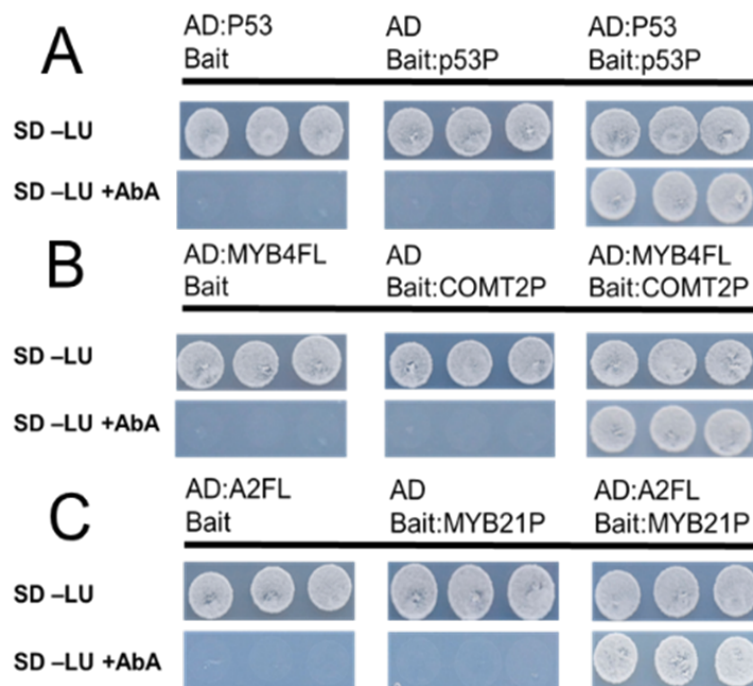 A
AD:P53
Bait
AD
Bait:p53P
AD:P53
Bait:p53P
SD –LU
SD –LU +AbA
B
AD:MYB4FL
Bait
AD
Bait:COMT2P
AD:MYB4FL
Bait:COMT2P
SD –LU
SD –LU +AbA
C
AD:A2FL
Bait
AD
Bait:MYB21P
AD:A2FL
Bait:MYB21P
SD –LU
SD –LU +AbA